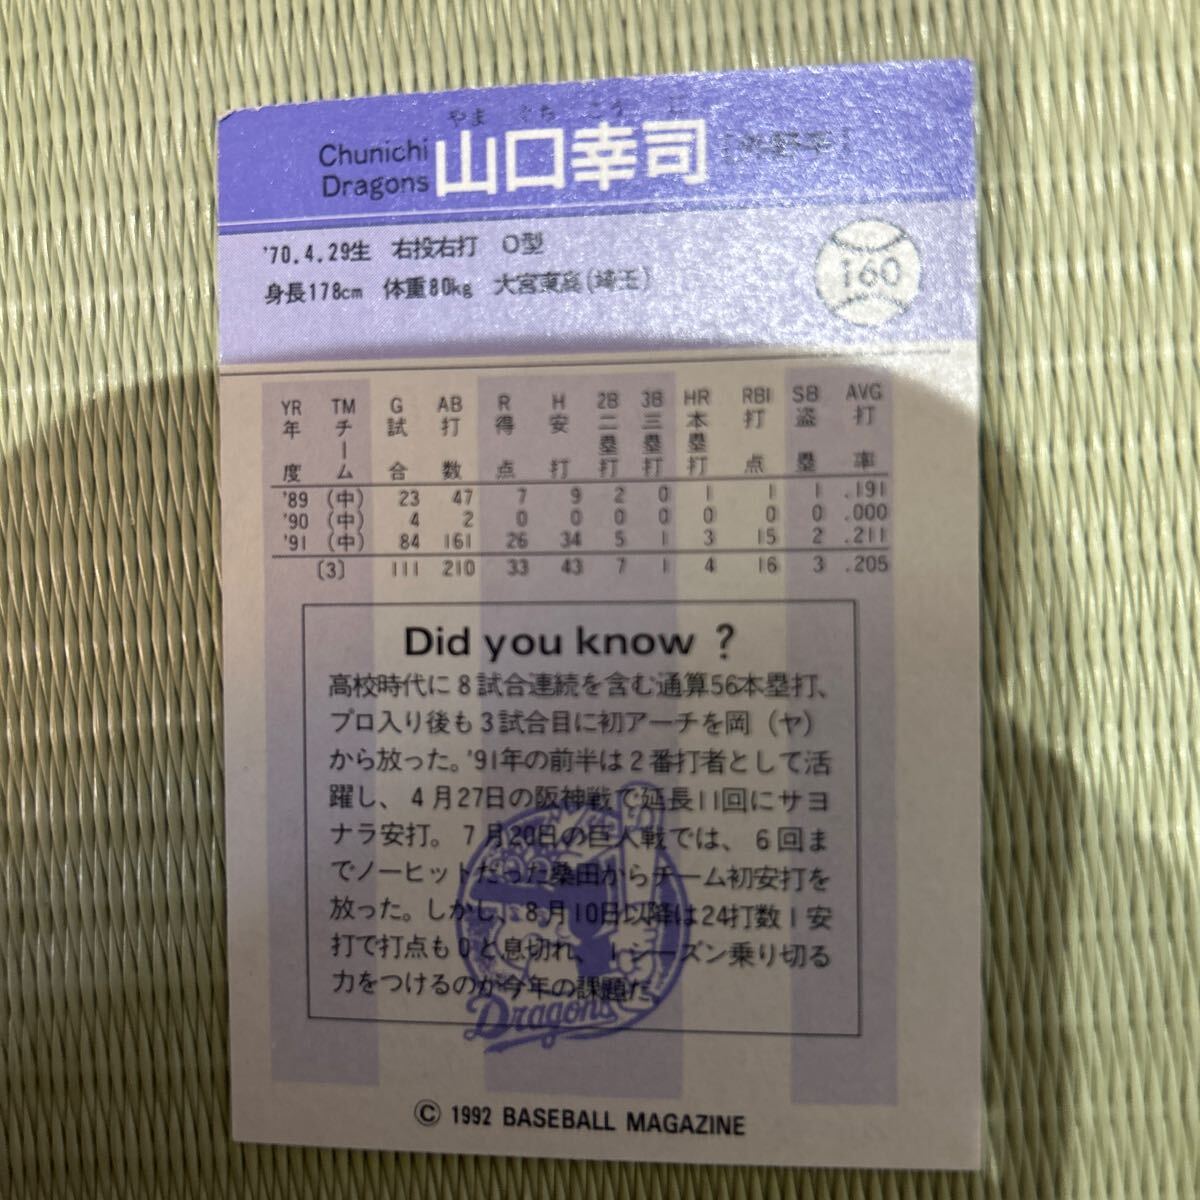 やま ぐち こう じ
Chunichi Dragons 山口幸司 [外野手]
'70.4.29生 右投右打 O型
身長178cm 体重80kg 大宮東高(埼玉)
160
YR TM G AB R H 2B 3B HR RBI SB AVG
年度 チーム 試合 打数 得点 安打 二塁打 三塁打 本塁打 打点 盗塁 打率
'89 (中) 23 47 7 9 2 0 1 1 1 .191
'90 (中) 4 2 0 0 0 0 0 0 0 .000
'91 (中) 84 161 26 34 5 1 3 15 2 .211
(3) 111 210 33 43 7 1 4 16 3 .205
Did you know ?
高校時代に8試合連続を含む通算56本塁打、
プロ入り後も3試合目に初アーチを岡(ヤ)
から放った。'91年の前半は2番打者として活
躍し、4月27日の阪神戦で延長11回にサヨ
ナラ安打。7月20日の巨人戦では、6回ま
でノーヒットだった桑田からチーム初安打を
放った。しかし、8月10日以降は24打数1安
打で打点も0と息切れ、1シーズン乗り切る
力をつけるのが今年の課題だ。
Dragons
© 1992 BASEBALL MAGAZINE